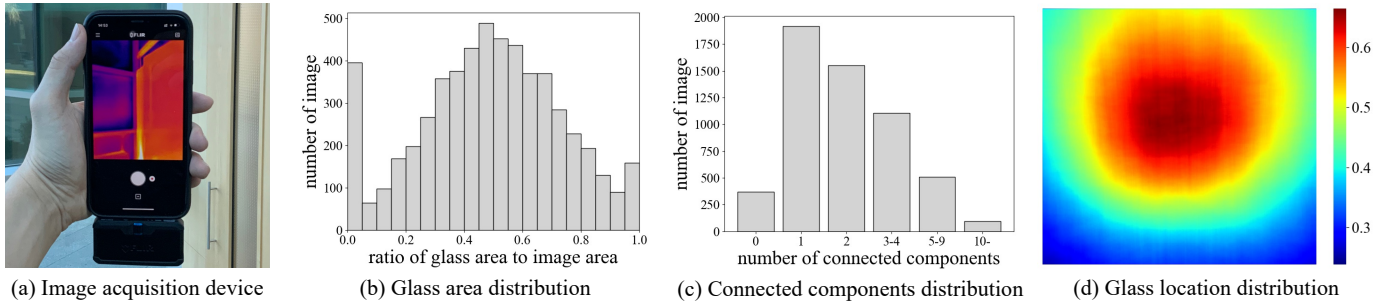 14:53
FLIR
FLIR
(a) Image acquisition device
number of image
500
400
300
200
100
0
0.0 0.2 0.4 0.6 0.8 1.0
ratio of glass area to image area
(b) Glass area distribution
number of image
2000
1750
1500
1250
1000
750
500
250
0
0 1 2 3-4 5-9 10-
number of connected components
(c) Connected components distribution
0.6
0.5
0.4
0.3
(d) Glass location distribution